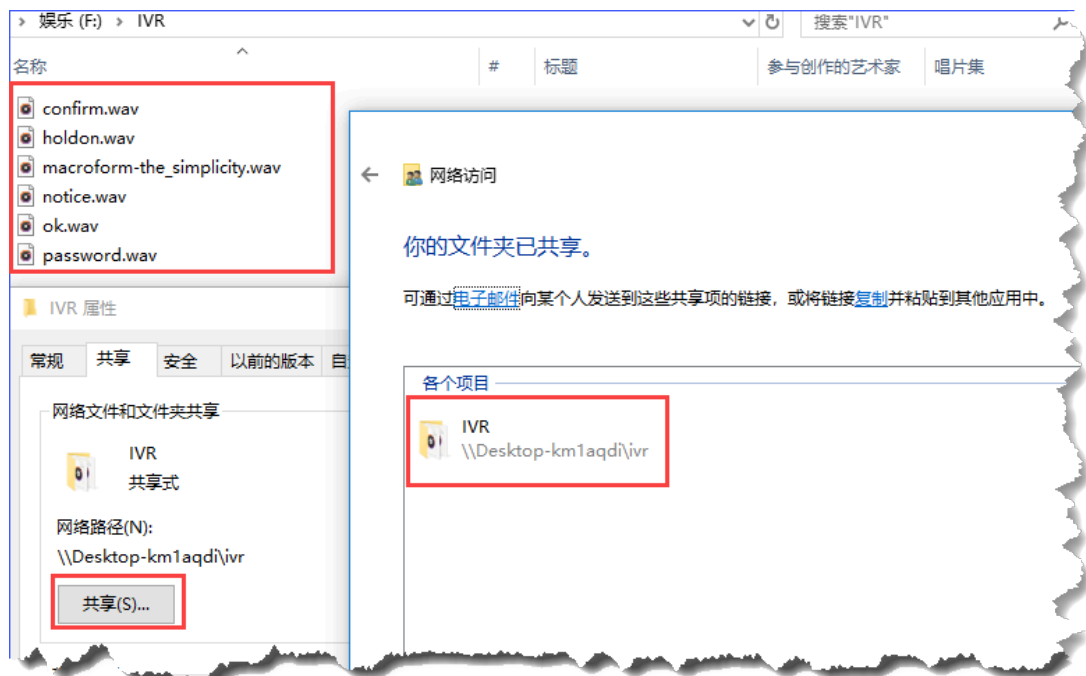 › 娱乐 (F:) › IVR
搜索"IVR"
名称 # 标题 参与创作的艺术家 唱片集
confirm.wav
holdon.wav
macroform-the_simplicity.wav
notice.wav
ok.wav
password.wav
IVR 属性
常规 共享 安全 以前的版本 自
网络文件和文件夹共享
IVR
共享式
网络路径(N):
\\Desktop-km1aqdi\ivr
共享(S)...
网络访问
你的文件夹已共享。
可通过电子邮件向某个人发送到这些共享项的链接，或将链接复制并粘贴到其他应用中。
各个项目
IVR
\\Desktop-km1aqdi\ivr